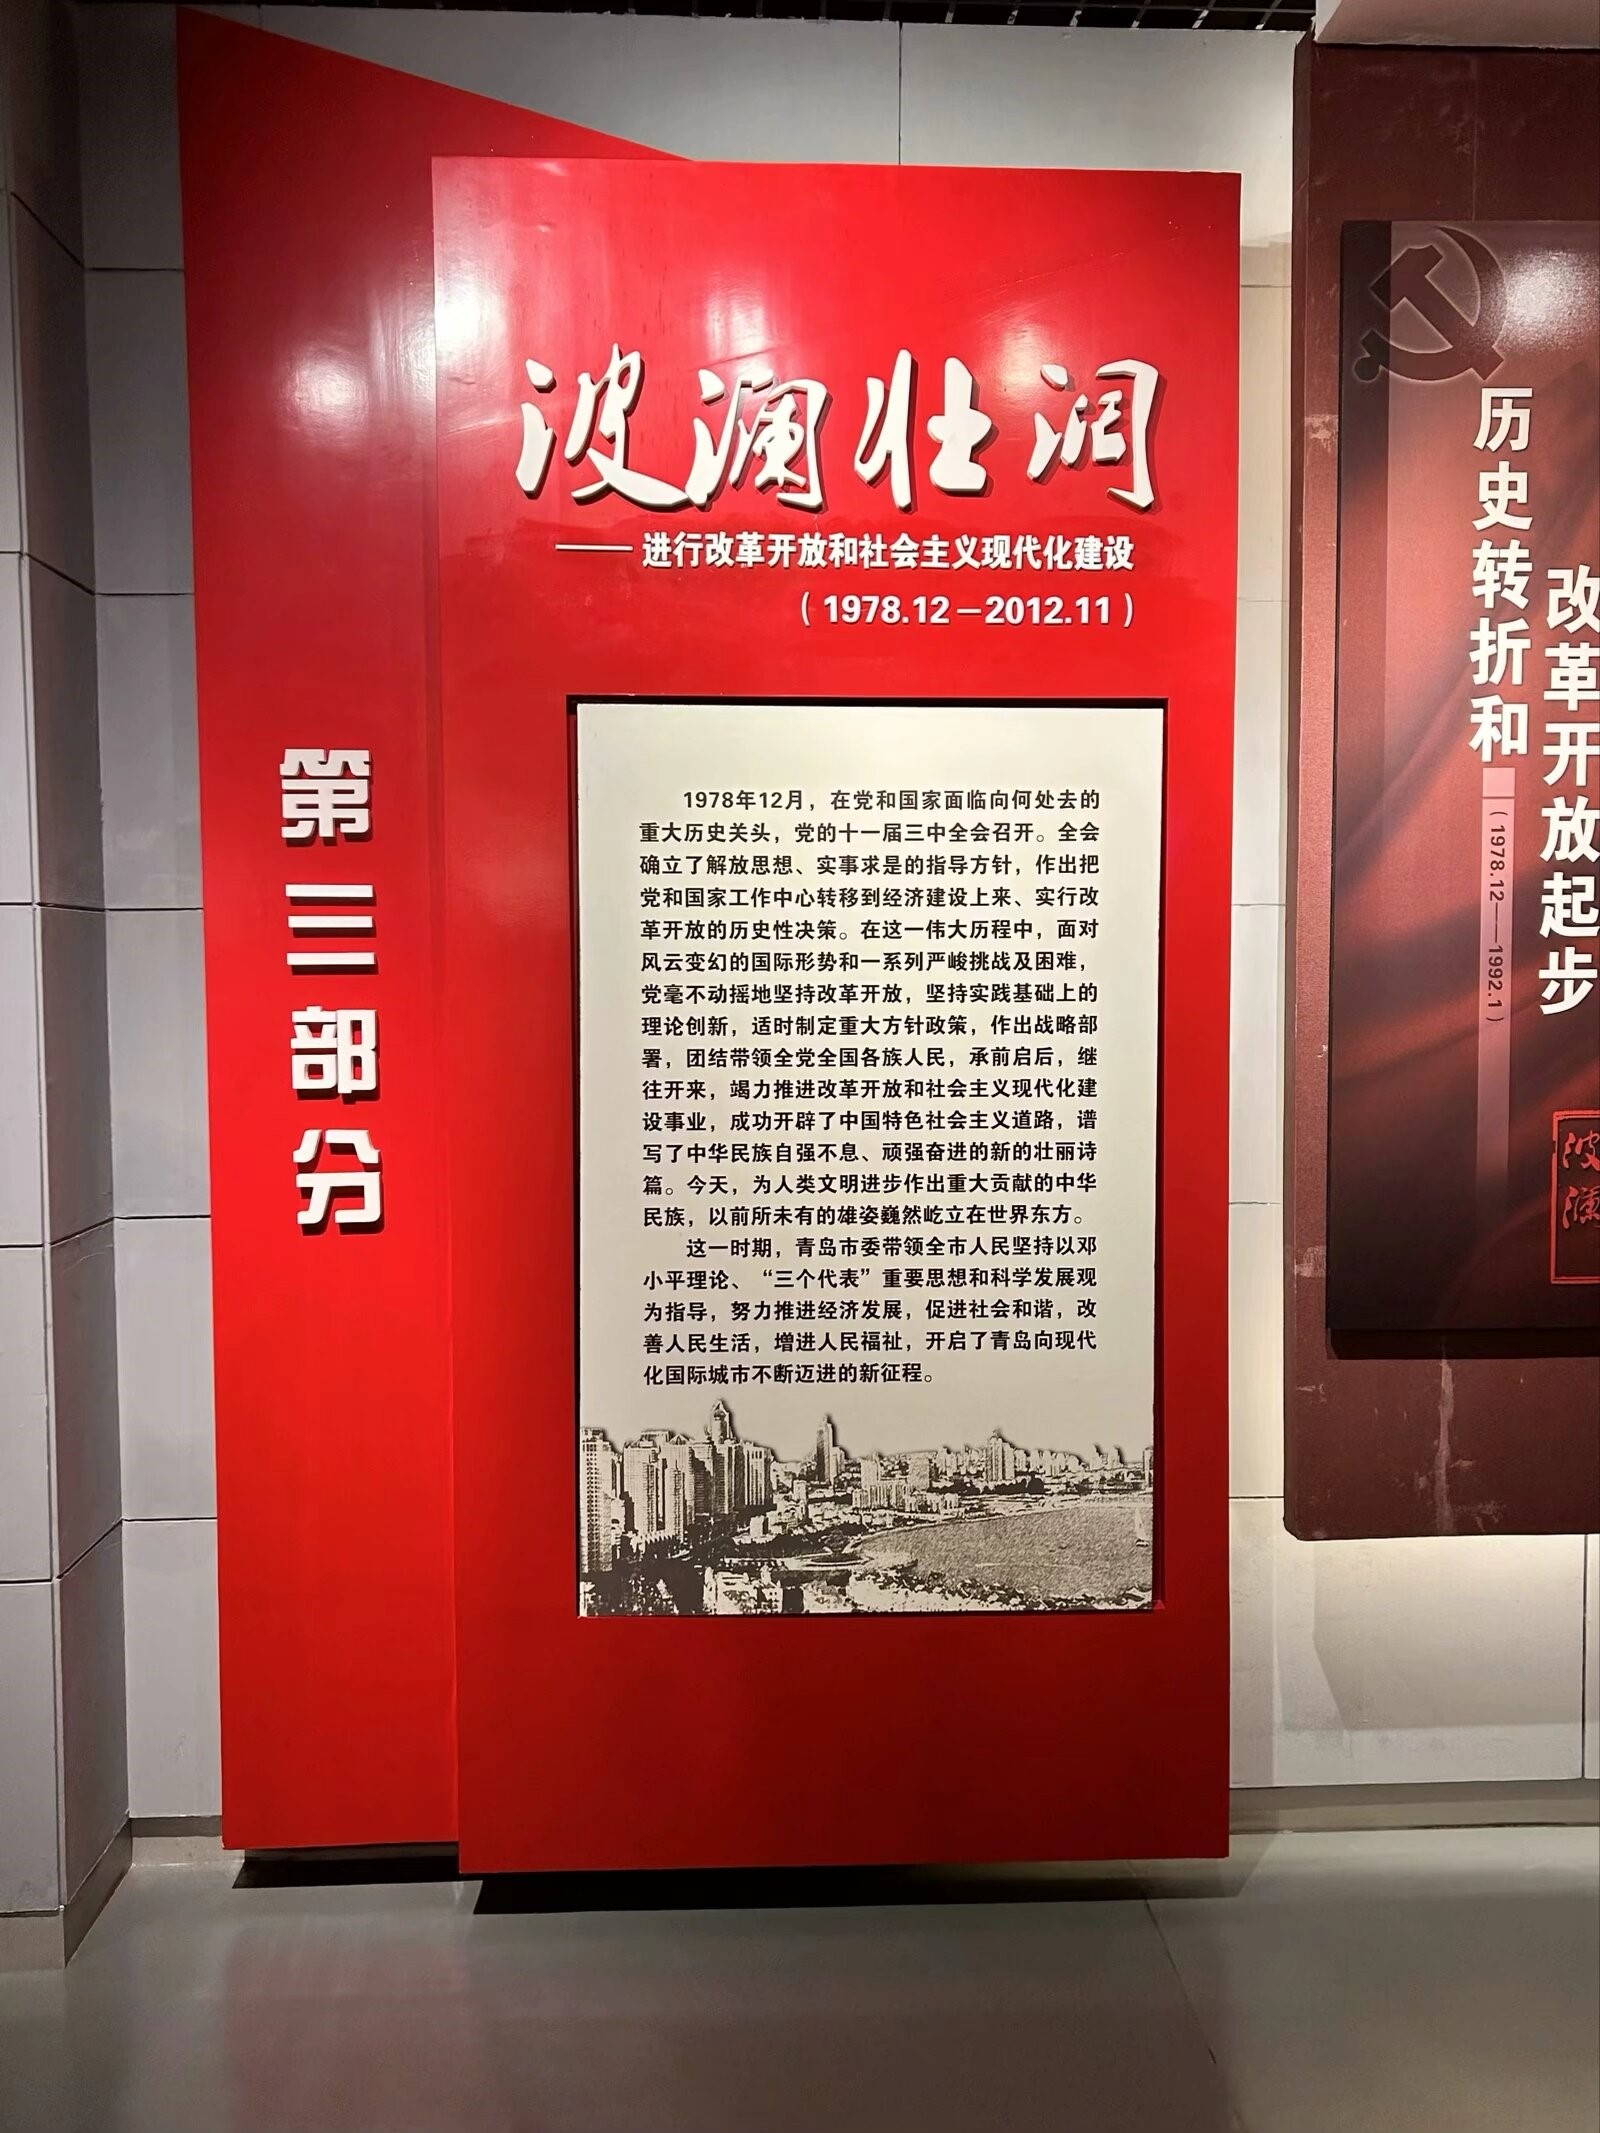 第三部分
波澜壮阔
——进行改革开放和社会主义现代化建设
（1978.12－2012.11）
1978年12月，在党和国家面临向何处去的
重大历史关头，党的十一届三中全会召开。全会
确立了解放思想、实事求是的指导方针，作出把
党和国家工作中心转移到经济建设上来、实行改
革开放的历史性决策。在这一伟大历程中，面对
风云变幻的国际形势和一系列严峻挑战及困难，
党毫不动摇地坚持改革开放，坚持实践基础上的
理论创新，适时制定重大方针政策，作出战略部
署，团结带领全党全国各族人民，承前启后，继
往开来，竭力推进改革开放和社会主义现代化建
设事业，成功开辟了中国特色社会主义道路，谱
写了中华民族自强不息、顽强奋进的新的壮丽诗
篇。今天，为人类文明进步作出重大贡献的中华
民族，以前所未有的雄姿巍然屹立在世界东方。
这一时期，青岛市委带领全市人民坚持以邓
小平理论、“三个代表”重要思想和科学发展观
为指导，努力推进经济发展，促进社会和谐，改
善人民生活，增进人民福祉，开启了青岛向现代
化国际城市不断迈进的新征程。
历史转折和
改革开放起步
（1978.12——1992.1）
波澜